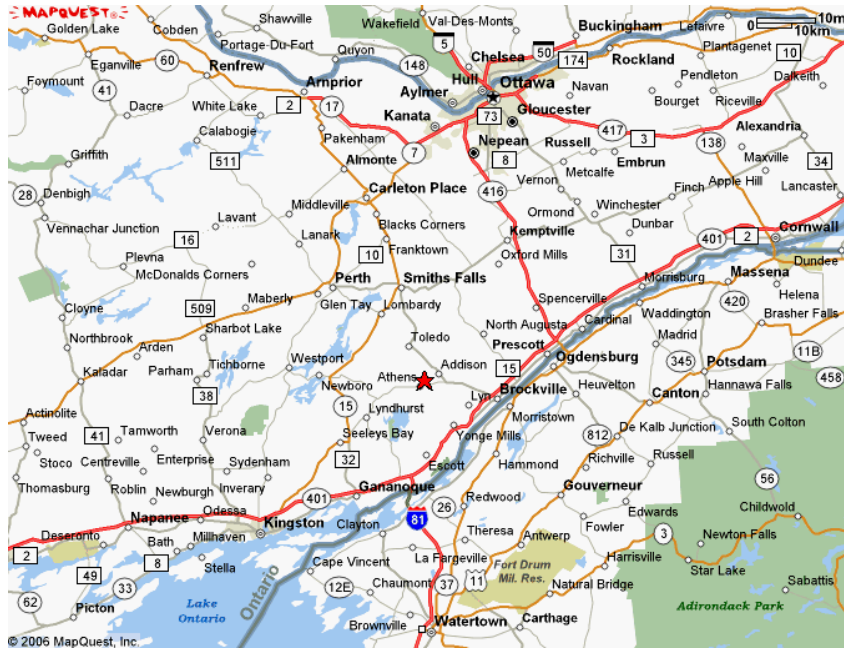 MAPQUEST
Golden Lake
Cobden
Shawville
Wakefield
Val-Des-Monts
Buckingham
Lefaivre
0
10m
10km
Portage-Du-Fort
Quyon
5
Chelsea
50
Plantagenet
Eganville
60
Renfrew
148
Hull
174
Rockland
10
Foymount
41
Arnprior
Aylmer
Ottawa
Navan
Pendleton
Dalkeith
Dacre
White Lake
2
17
Kanata
73
Gloucester
Bourget
Riceville
Calabogie
Pakenham
417
3
Alexandria
7
Nepean
Russell
138
Griffith
511
Almonte
8
Embrun
Maxville
34
28
Denbigh
Carleton Place
416
Vernon
Metcalfe
Finch
Apple Hill
Lancaster
Vennachar Junction
Lavant
Middleville
Blacks Corners
Ormond
Winchester
Dunbar
Cornwall
16
Lanark
Franktown
Kemptville
401
2
Plevna
10
Oxford Mills
31
Dundee
McDonalds Corners
Perth
Smiths Falls
Morrisburg
Massena
Cloyne
509
Maberly
Glen Tay
Lombardy
Spencerville
420
Helena
Sharbot Lake
Cardinal
Waddington
Brasher Falls
Northbrook
Toledo
North Augusta
Madrid
Arden
Westport
Prescott
11B
Kaladar
Parham
Tichborne
Athens
Addison
15
Ogdensburg
345
Potsdam
458
38
Newboro
Brockville
Heuvelton
Canton
Hannawa Falls
Actinolite
15
Lyndhurst
Lyn
Morristown
South Colton
Tweed
41
Tamworth
Verona
Seeleys Bay
Yonge Mills
812
De Kalb Junction
Stoco
Centreville
Enterprise
Sydenham
32
Escott
Hammond
Richville
Russell
56
Thomasburg
Roblin
Newburgh
Inverary
401
Gananoque
Gouverneur
Childwold
Napanee
Odessa
26
Redwood
Edwards
Deseronto
Kingston
Clayton
81
Fowler
3
Newton Falls
2
Bath
Millhaven
Theresa
Antwerp
8
Stella
La Fargeville
Harrisville
Star Lake
49
Cape Vincent
Fort Drum
Mil. Res.
62
33
12E
Chaumont
37
11
Natural Bridge
Sabattis
Picton
Lake
Ontario
Ontario
Adirondack Park
Brownville
Watertown
Carthage
© 2006 MapQuest, Inc.